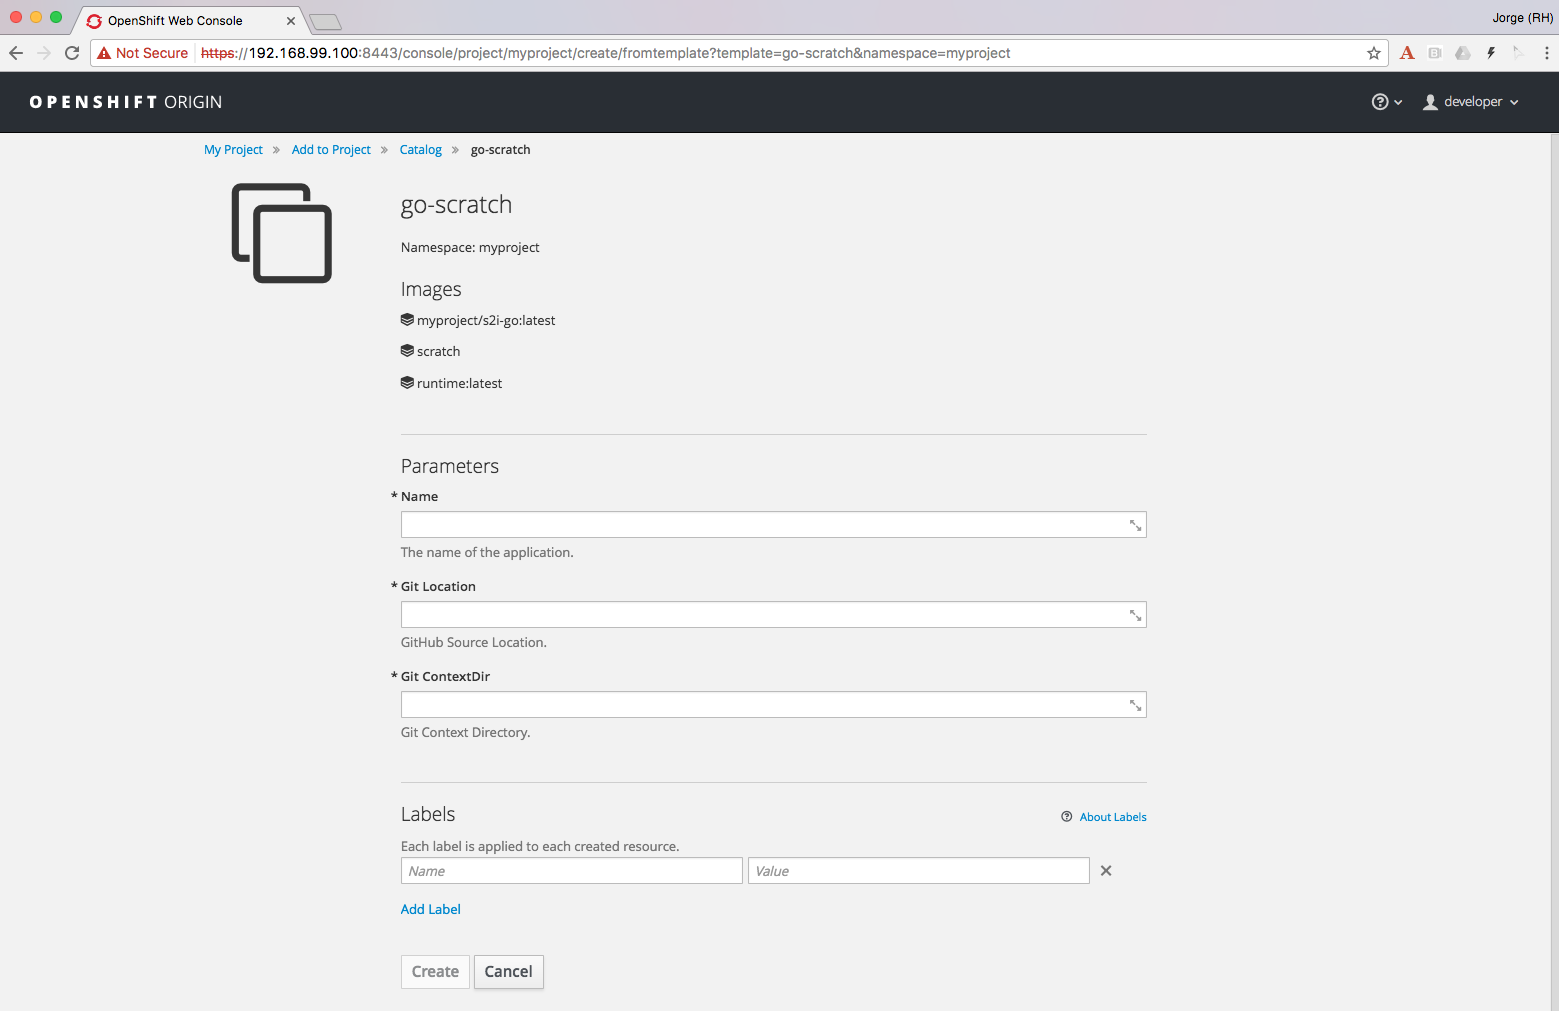 OpenShift Web Console
Jorge (RH)
Not Secure https://192.168.99.100:8443/console/project/myproject/create/fromtemplate?template=go-scratch&namespace=myproject
OPENSHIFT ORIGIN
developer
My Project » Add to Project » Catalog » go-scratch
go-scratch
Namespace: myproject
Images
myproject/s2i-go:latest
scratch
runtime:latest
Parameters
* Name
The name of the application.
* Git Location
GitHub Source Location.
* Git ContextDir
Git Context Directory.
Labels
About Labels
Each label is applied to each created resource.
Name Value
Add Label
Create Cancel